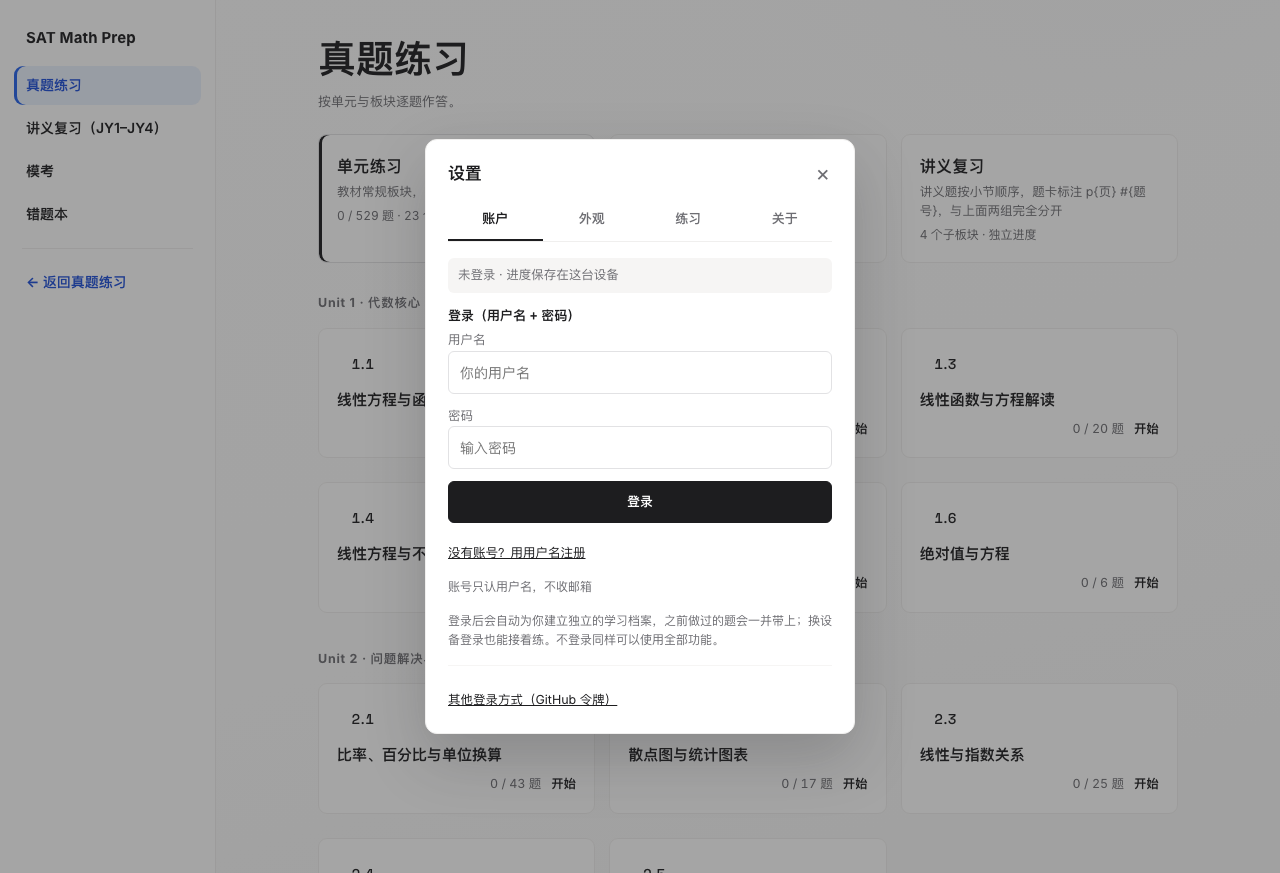 SAT Math Prep
真题练习
讲义复习（JY1–JY4）
模考
错题本
← 返回真题练习
真题练习
按单元与板块逐题作答。
单元练习
教材常规板块，
0 / 529 题 · 23
讲义复习
讲义题按小节顺序，题卡标注 p{页} #{题
号}，与上面两组完全分开
4 个子板块 · 独立进度
Unit 1 · 代数核心
1.1
线性方程与函
1.3
线性函数与方程解读
始
0 / 20 题 开始
1.4
线性方程与不
1.6
绝对值与方程
始
0 / 6 题 开始
Unit 2 · 问题解决
2.1
比率、百分比与单位换算
0 / 43 题 开始
散点图与统计图表
0 / 17 题 开始
2.3
线性与指数关系
0 / 25 题 开始
设置
×
账户
外观
练习
关于
未登录 · 进度保存在这台设备
登录（用户名 + 密码）
用户名
你的用户名
密码
输入密码
登录
没有账号？用用户名注册
账号只认用户名，不收邮箱
登录后会自动为你建立独立的学习档案，之前做过的题会一并带上；换设
备登录也能接着练。不登录同样可以使用全部功能。
其他登录方式（GitHub 令牌）